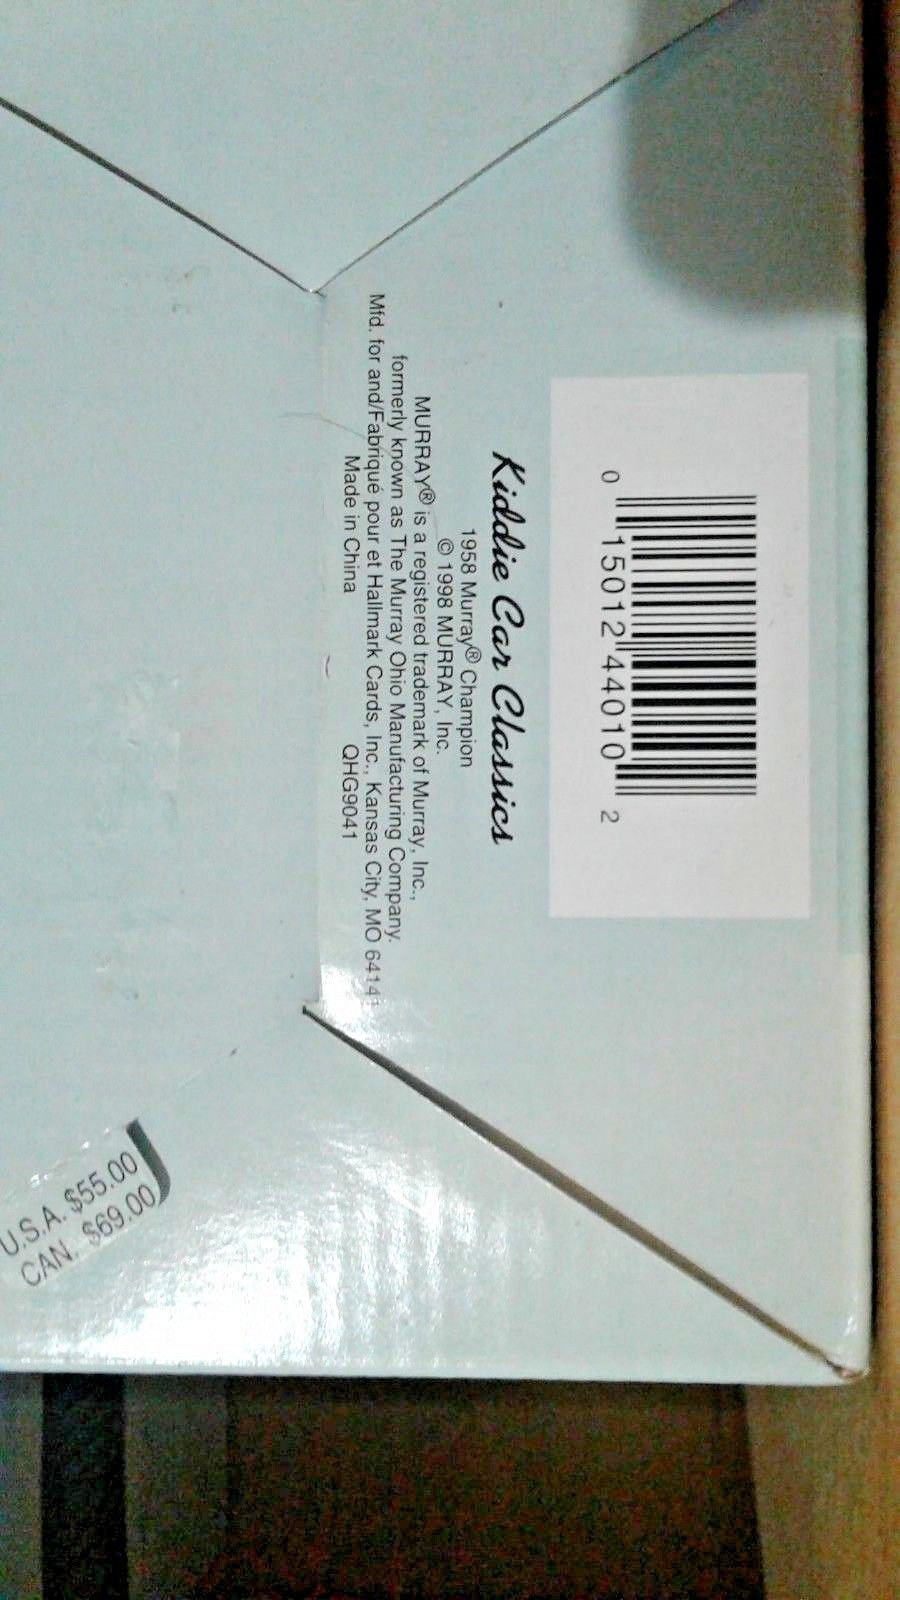 0 15012 44010 2
Kiddie Car Classics
1958 Murray® Champion
© 1998 MURRAY, Inc.
MURRAY® is a registered trademark of Murray, Inc.,
formerly known as The Murray Ohio Manufacturing Company.
Mfd. for and/Fabriqué pour et Hallmark Cards, Inc., Kansas City, MO 64141
Made in China QHG9041
U.S.A. $55.00
CAN. $69.00